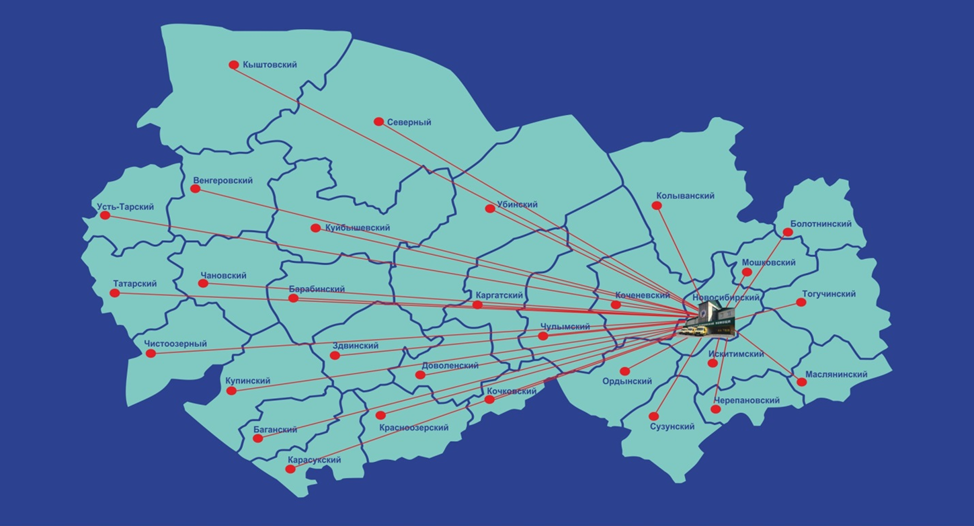 Кыштовский
Северный
Венгеровский
Усть-Тарский
Убинский
Колыванский
Куйбышевский
Болотнинский
Мошковский
Чановский
Татарский
Барабинский
Каргатский
Коченевский
Новосибирский
Тогучинский
Чулымский
Чистоозерный
Здвинский
Искитимский
Доволенский
Маслянинский
Купинский
Ордынский
Кочковский
Черепановский
Баганский
Красноозерский
Сузунский
Карасукский